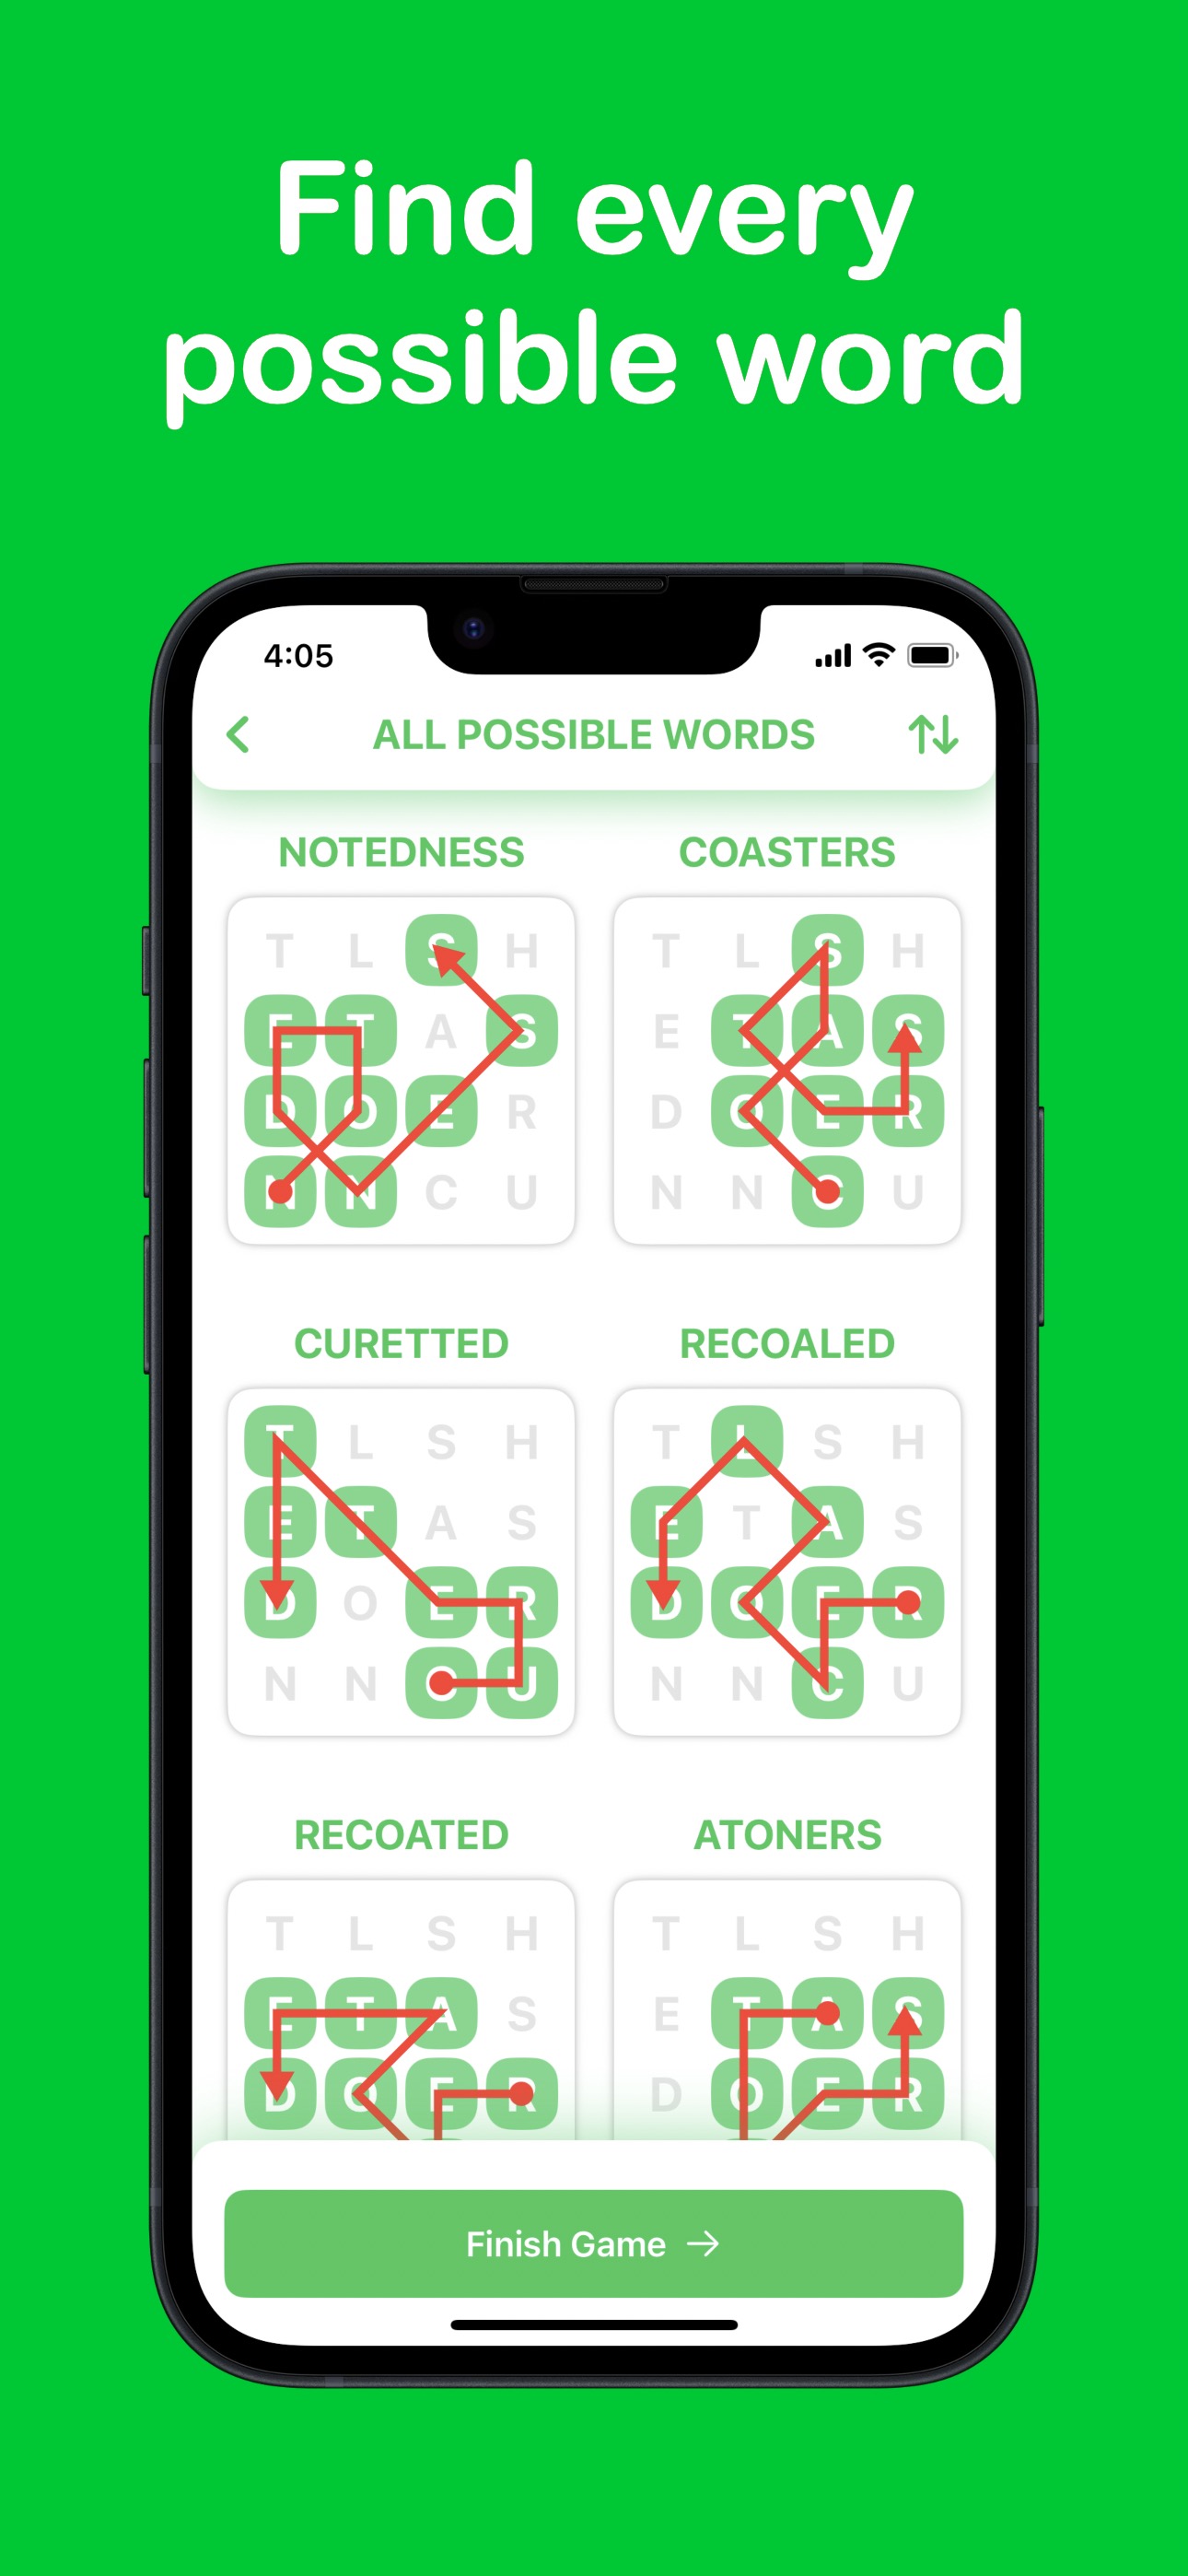 Find every
possible word
4:05
ALL POSSIBLE WORDS
NOTEDNESS COASTERS
T L S H T L S H
E T A S E T A S
D O E R D O E R
N N C U N N C U
CURETTED RECOALED
T L S H T L S H
E T A S E T A S
D O E R D O E R
N N C U N N C U
RECOATED ATONERS
T L S H T L S H
E T A S E T A S
D O E R D O E R
Finish Game →